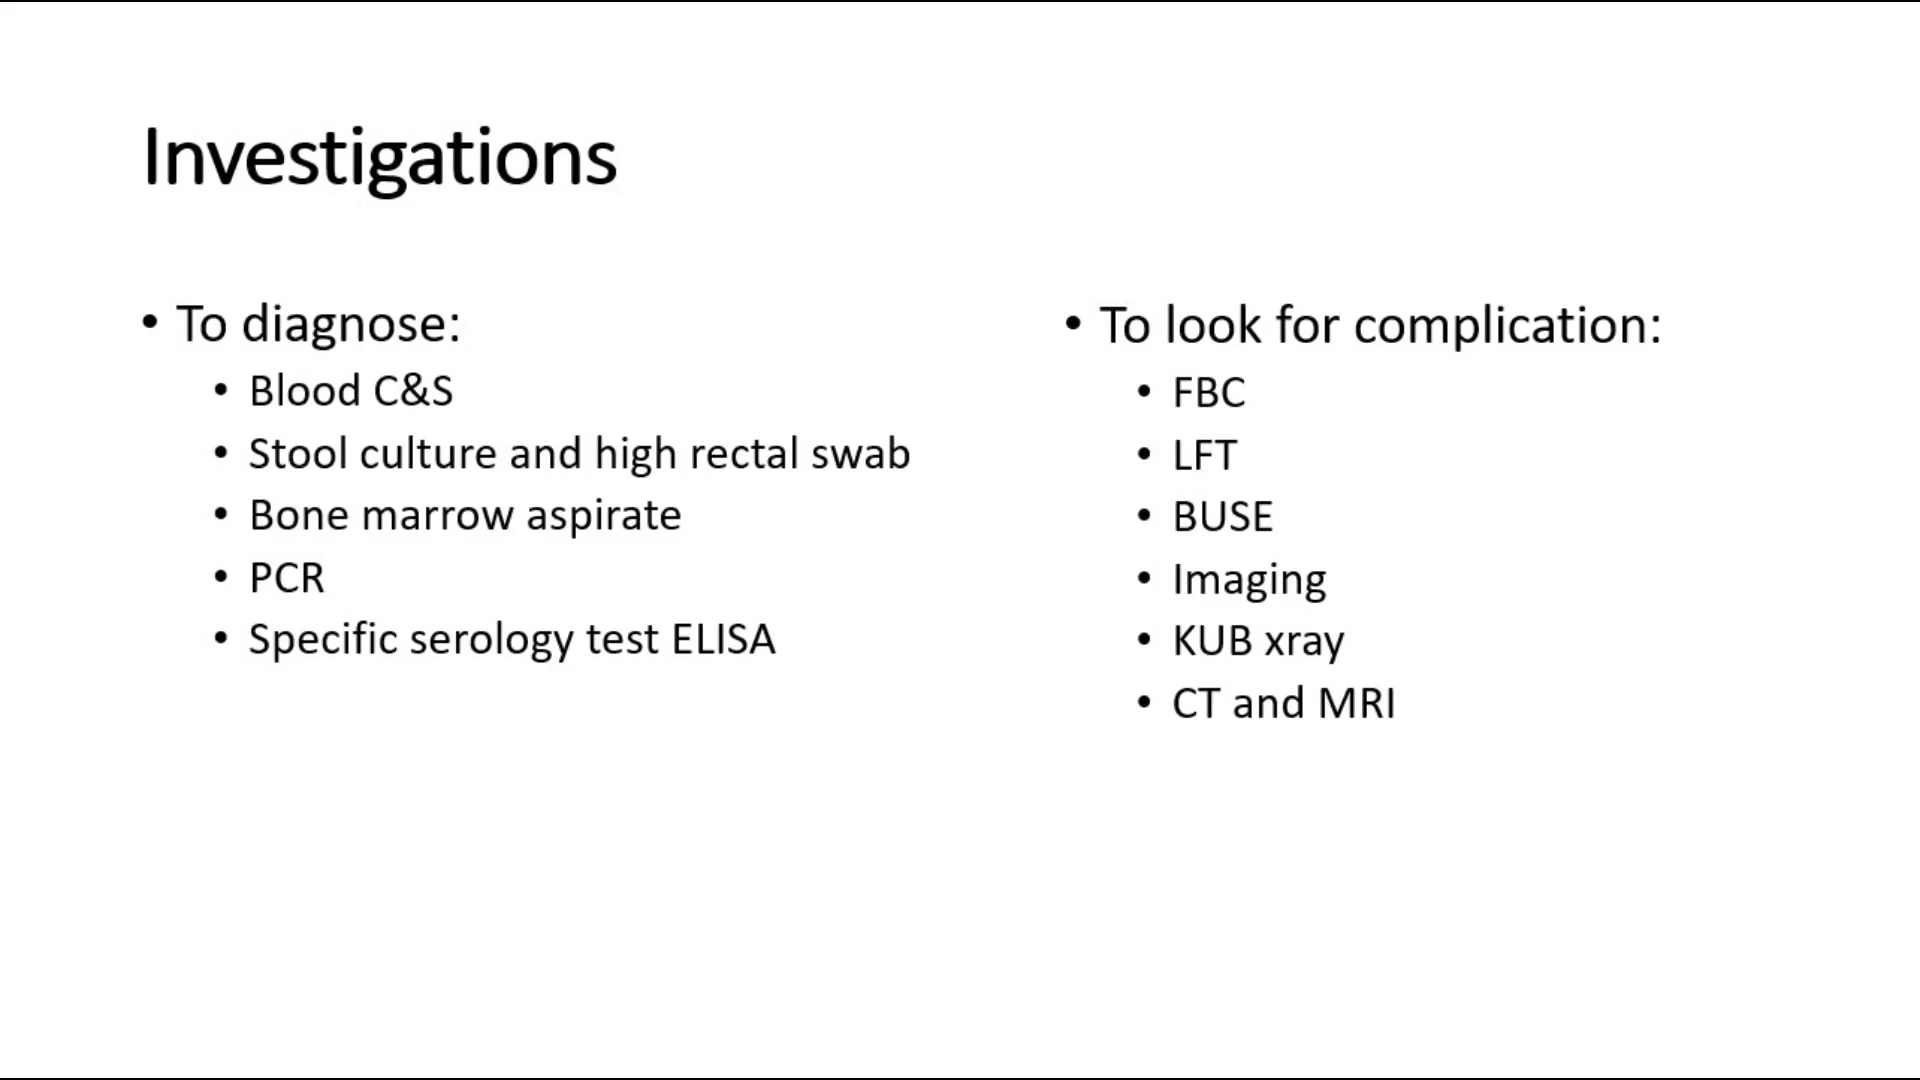 Investigations
• To diagnose:
• Blood C&S
• Stool culture and high rectal swab
• Bone marrow aspirate
• PCR
• Specific serology test ELISA
• To look for complication:
• FBC
• LFT
• BUSE
• Imaging
• KUB xray
• CT and MRI